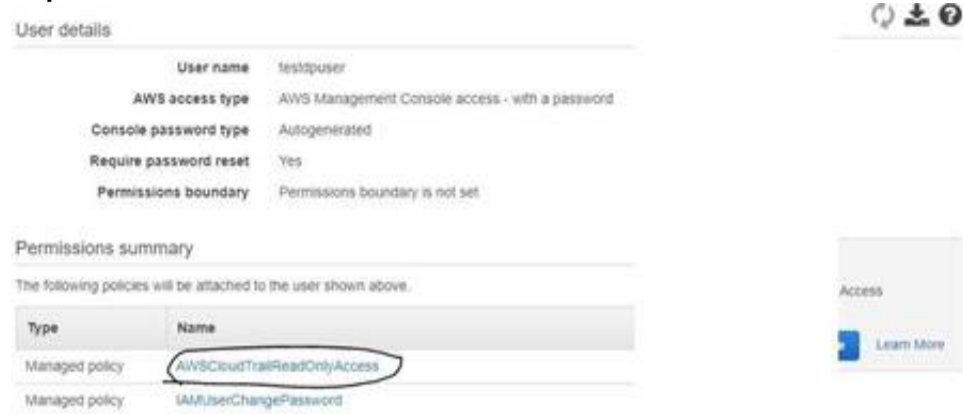 User details
User name testdpuser
AWS access type AWS Management Console access - with a password
Console password type Autogenerated
Require password reset Yes
Permissions boundary Permissions boundary is not set
Permissions summary
The following policies will be attached to the user shown above.
Type Name
Managed policy AWSCloudTrailReadOnlyAccess
Managed policy IAMUserChangePassword
Access
Learn More